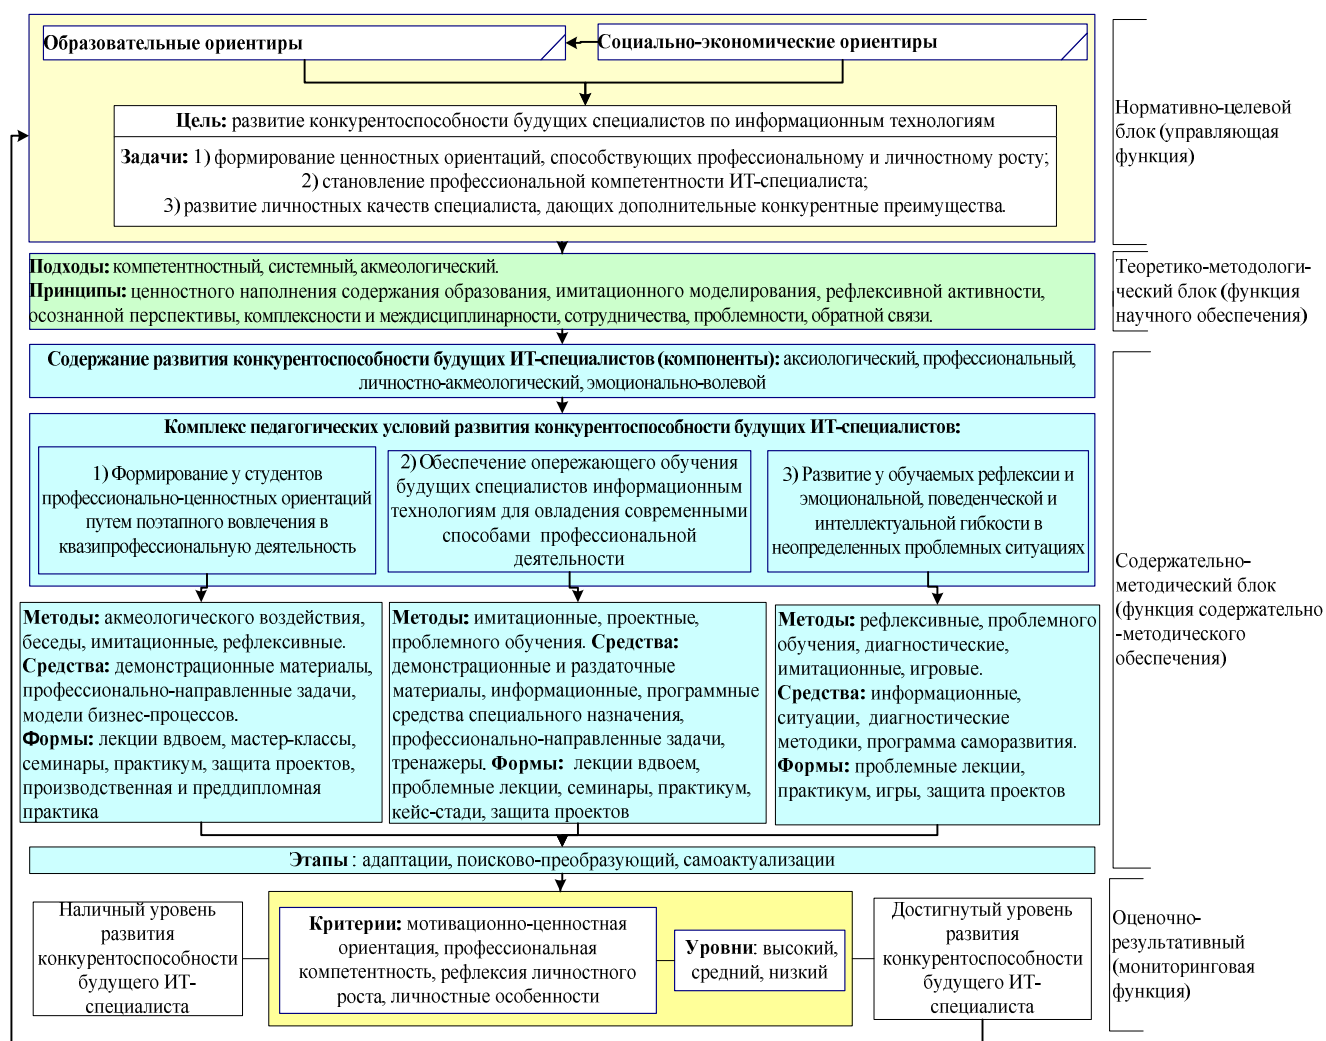 Образовательные ориентиры
Социально-экономические ориентиры
Цель: развитие конкурентоспособности будущих специалистов по информационным технологиям
Задачи: 1) формирование ценностных ориентаций, способствующих профессиональному и личностному росту;
2) становление профессиональной компетентности ИТ-специалиста;
3) развитие личностных качеств специалиста, дающих дополнительные конкурентные преимущества.
Нормативно-целевой
блок (управляющая
функция)
Подходы: компетентностный, системный, акмеологический.
Принципы: ценностного наполнения содержания образования, имитационного моделирования, рефлексивной активности,
осознанной перспективы, комплексности и междисциплинарности, сотрудничества, проблемности, обратной связи.
Теоретико-методологи-
ческий блок (функция
научного обеспечения)
Содержание развития конкурентоспособности будущих ИТ-специалистов (компоненты): аксиологический, профессиональный,
личностно-акмеологический, эмоционально-волевой
Комплекс педагогических условий развития конкурентоспособности будущих ИТ-специалистов:
1) Формирование у студентов
профессионально-ценностных ориентаций
путем поэтапного вовлечения в
квазипрофессиональную деятельность
2) Обеспечение опережающего обучения
будущих специалистов информационным
технологиям для овладения современными
способами профессиональной
деятельности
3) Развитие у обучаемых рефлексии и
эмоциональной, поведенческой и
интеллектуальной гибкости в
неопределенных проблемных ситуациях
Методы: акмеологического воздействия,
беседы, имитационные, рефлексивные.
Средства: демонстрационные материалы,
профессионально-направленные задачи,
модели бизнес-процессов.
Формы: лекции вдвоем, мастер-классы,
семинары, практикум, защита проектов,
производственная и преддипломная
практика
Методы: имитационные, проектные,
проблемного обучения. Средства:
демонстрационные и раздаточные
материалы, информационные, программные
средства специального назначения,
профессионально-направленные задачи,
тренажеры. Формы: лекции вдвоем,
проблемные лекции, семинары, практикум,
кейс-стади, защита проектов
Методы: рефлексивные, проблемного
обучения, диагностические,
имитационные, игровые.
Средства: информационные,
ситуации, диагностические
методики, программа саморазвития.
Формы: проблемные лекции,
практикум, игры, защита проектов
Содержательно-
методический блок
(функция содержательно
-методического
обеспечения)
Этапы : адаптации, поисково-преобразующий, самоактуализации
Наличный уровень
развития
конкурентоспособности
будущего ИТ-
специалиста
Критерии: мотивационно-ценностная
ориентация, профессиональная
компетентность, рефлексия личностного
роста, личностные особенности
Уровни: высокий,
средний, низкий
Достигнутый уровень
развития
конкурентоспособности
будущего ИТ-
специалиста
Оценочно-
результативный
(мониторинговая
функция)